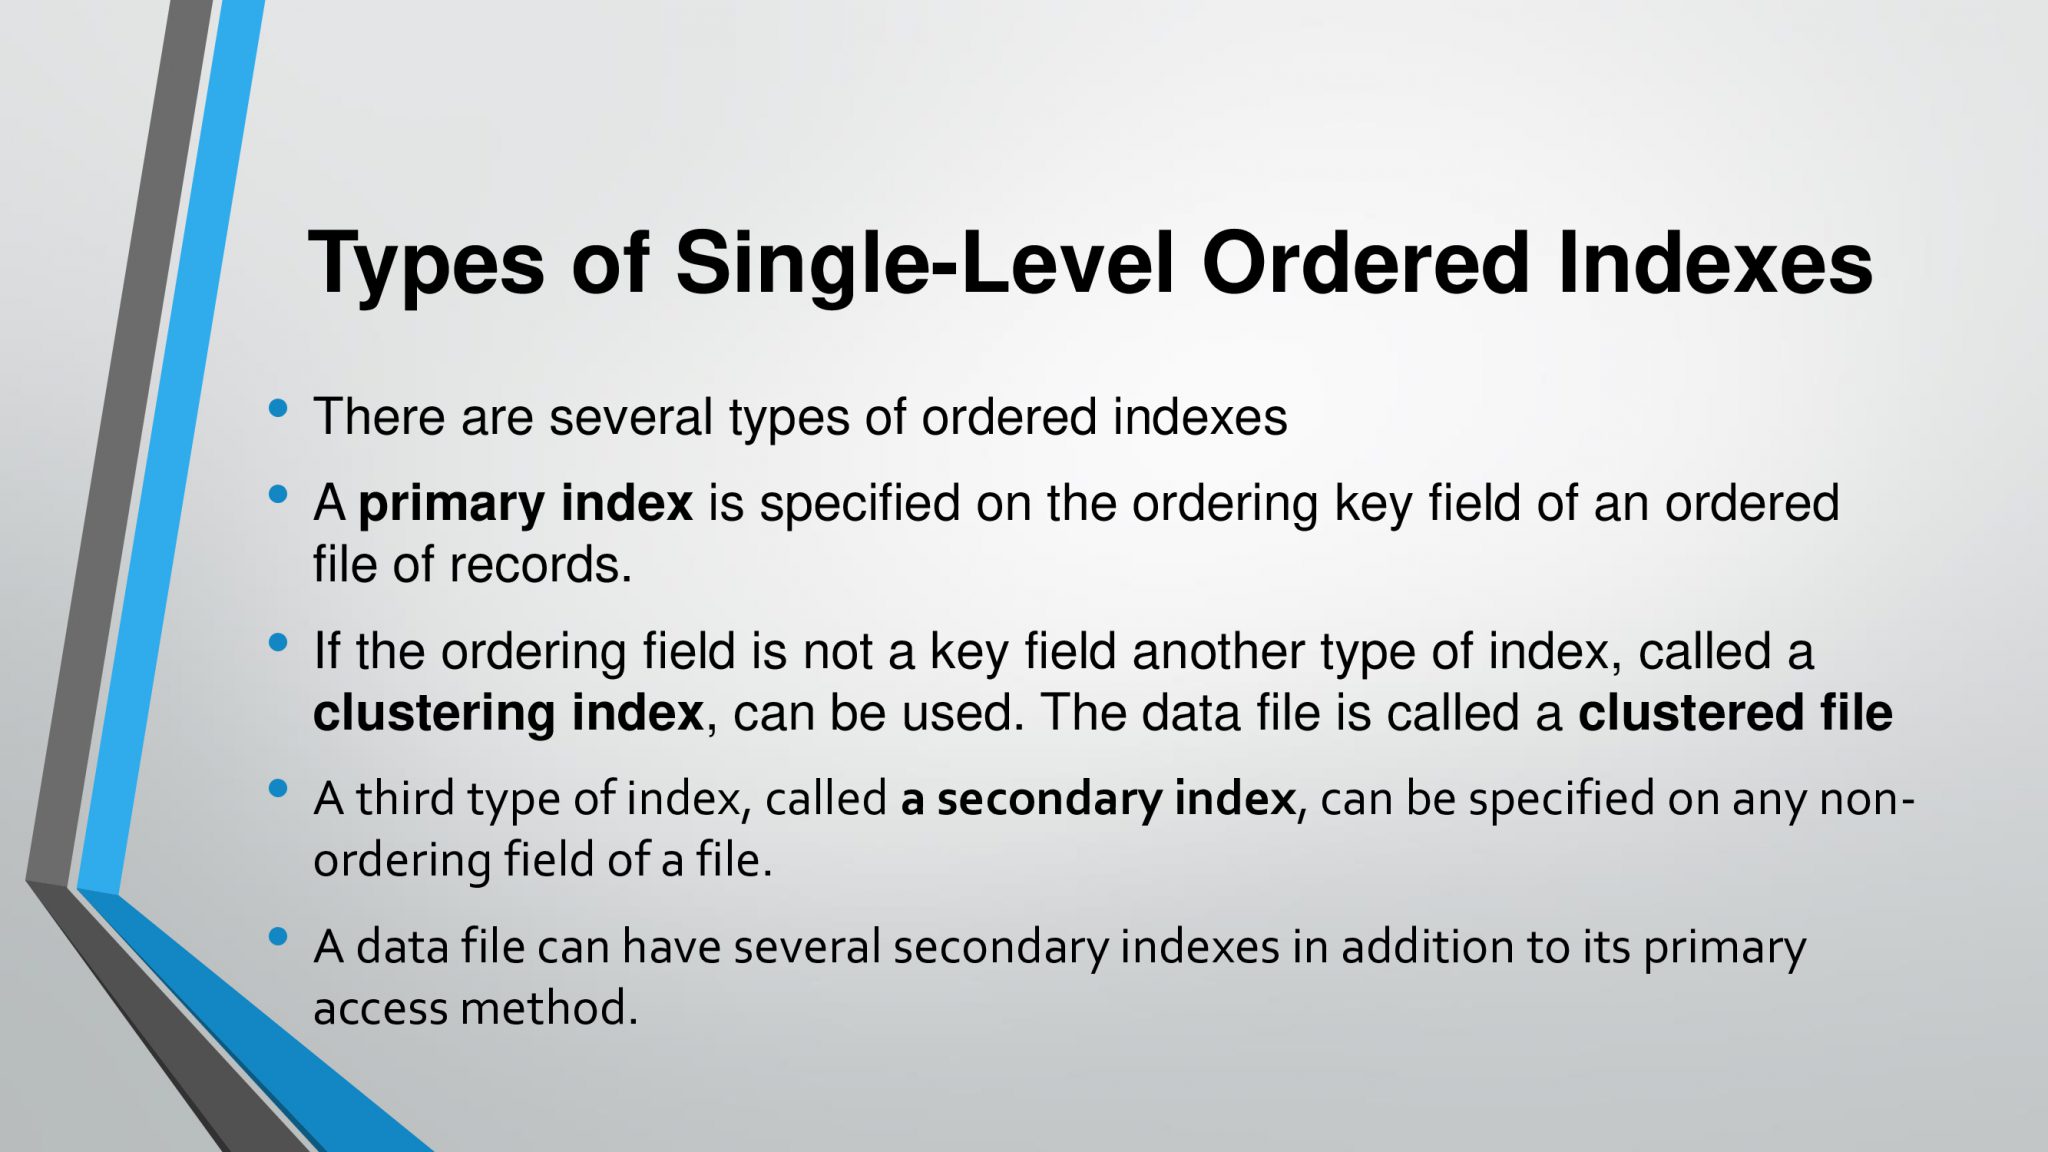 Types of Single-Level Ordered Indexes
• There are several types of ordered indexes
• A primary index is specified on the ordering key field of an ordered
file of records.
• If the ordering field is not a key field another type of index, called a
clustering index, can be used. The data file is called a clustered file
• A third type of index, called a secondary index, can be specified on any non-
ordering field of a file.
• A data file can have several secondary indexes in addition to its primary
access method.